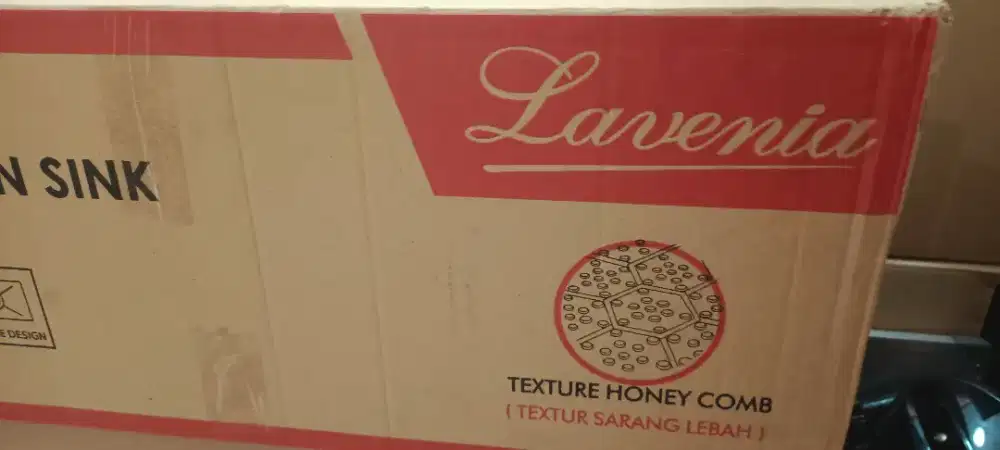 Lavenia
N SINK
E DESIGN
TEXTURE HONEY COMB
( TEXTUR SARANG LEBAH )